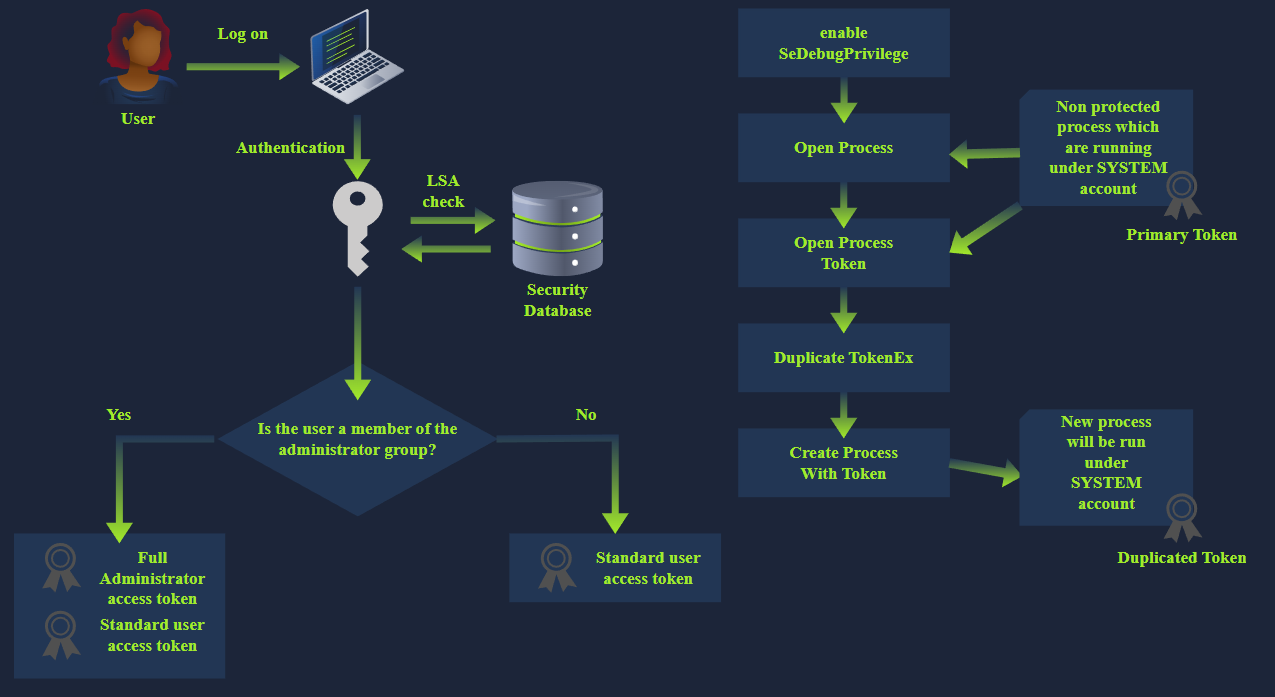 Log on
User
Authentication
LSA
check
Security
Database
Is the user a member of the
administrator group?
Yes
No
Full
Administrator
access token
Standard user
access token
Standard user
access token
enable
SeDebugPrivilege
Open Process
Non protected
process which
are running
under SYSTEM
account
Primary Token
Open Process
Token
Duplicate TokenEx
Create Process
With Token
New process
will be run
under
SYSTEM
account
Duplicated Token